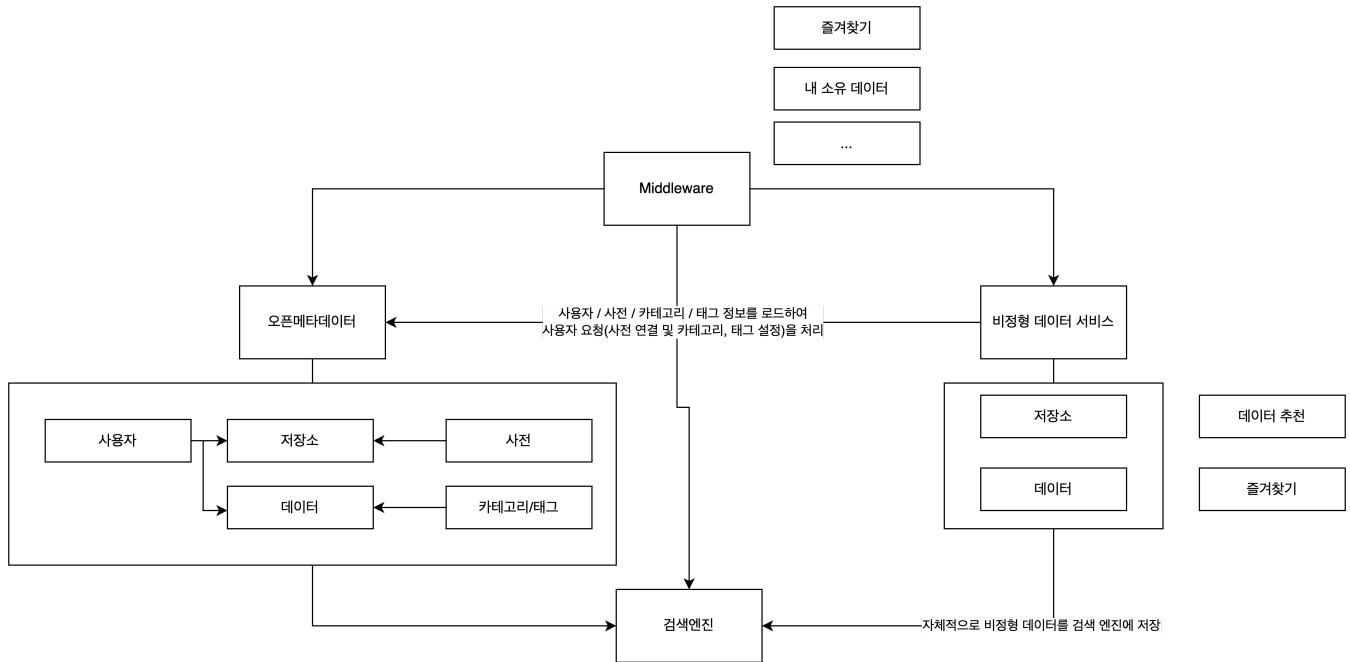 즐겨찾기
내 소유 데이터
...
Middleware
오픈메타데이터
사용자 / 사전 / 카테고리 / 태그 정보를 로드하여
사용자 요청(사전 연결 및 카테고리, 태그 설정)을 처리
비정형 데이터 서비스
사용자
저장소
사전
데이터
카테고리/태그
저장소
데이터
데이터 추천
즐겨찾기
검색엔진
자체적으로 비정형 데이터를 검색 엔진에 저장